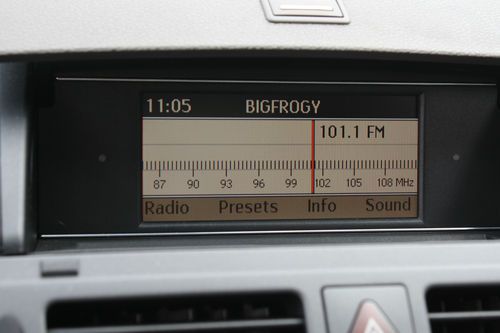 11:05 BIGFROGY
101.1 FM
87 90 93 96 99 102 105 108 MHz
Radio Presets Info Sound